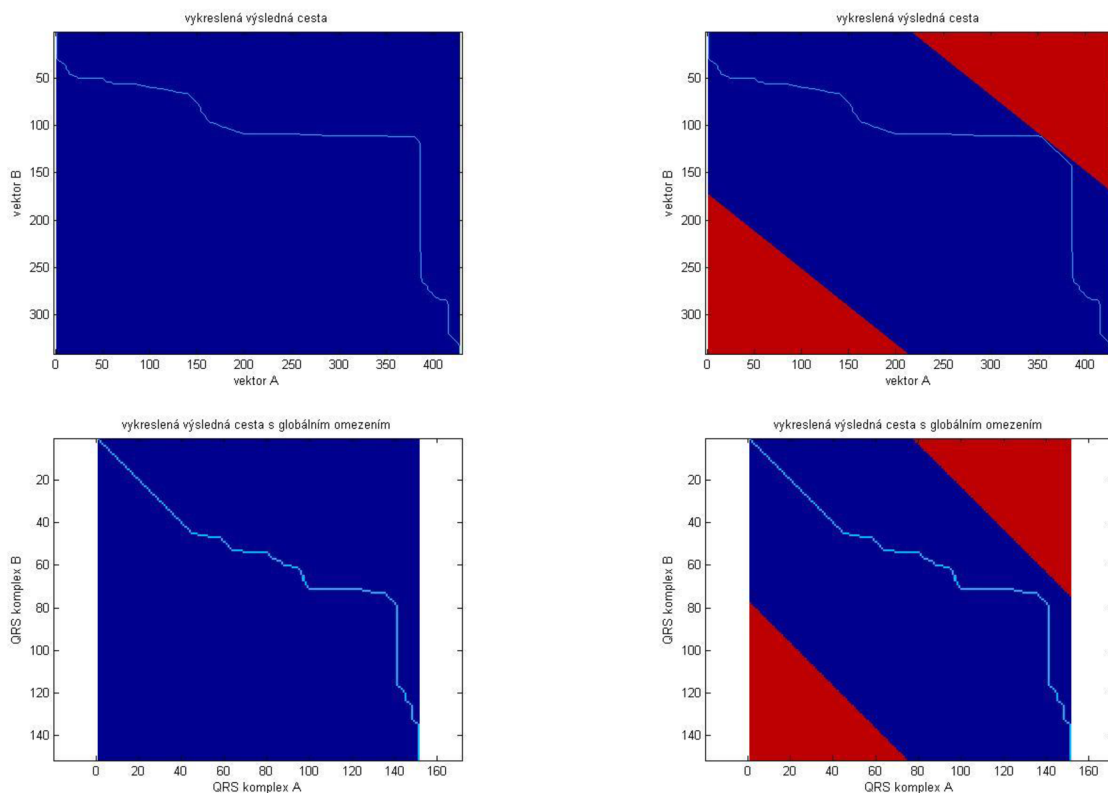 vykreslená výsledná cesta
50
100
150
200
250
300
vektor B
0 50 100 150 200 250 300 350 400
vektor A
vykreslená výsledná cesta
50
100
150
200
250
300
vektor B
0 50 100 150 200 250 300 350 400
vektor A
vykreslená výsledná cesta s globálním omezením
20
40
60
80
100
120
140
QRS komplex B
0 20 40 60 80 100 120 140 160
QRS komplex A
vykreslená výsledná cesta s globálním omezením
20
40
60
80
100
120
140
QRS komplex B
0 20 40 60 80 100 120 140 160
QRS komplex A